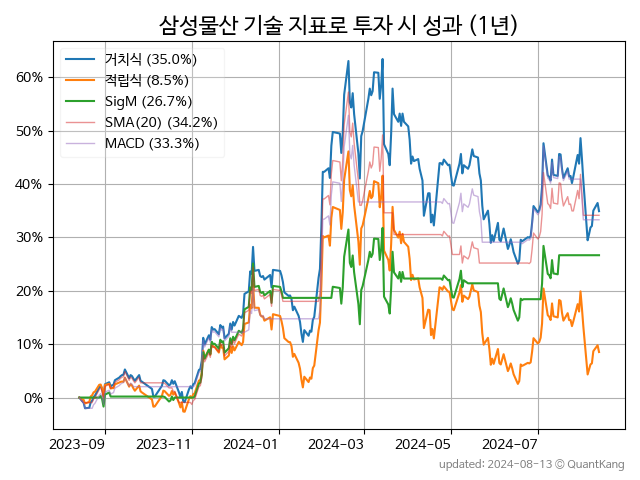 삼성물산 기술 지표로 투자 시 성과 (1년)
거치식 (35.0%)
적립식 (8.5%)
SigM (26.7%)
SMA(20) (34.2%)
MACD (33.3%)
60%
50%
40%
30%
20%
10%
0%
2023-09 2023-11 2024-01 2024-03 2024-05 2024-07
updated: 2024-08-13 © QuantKang